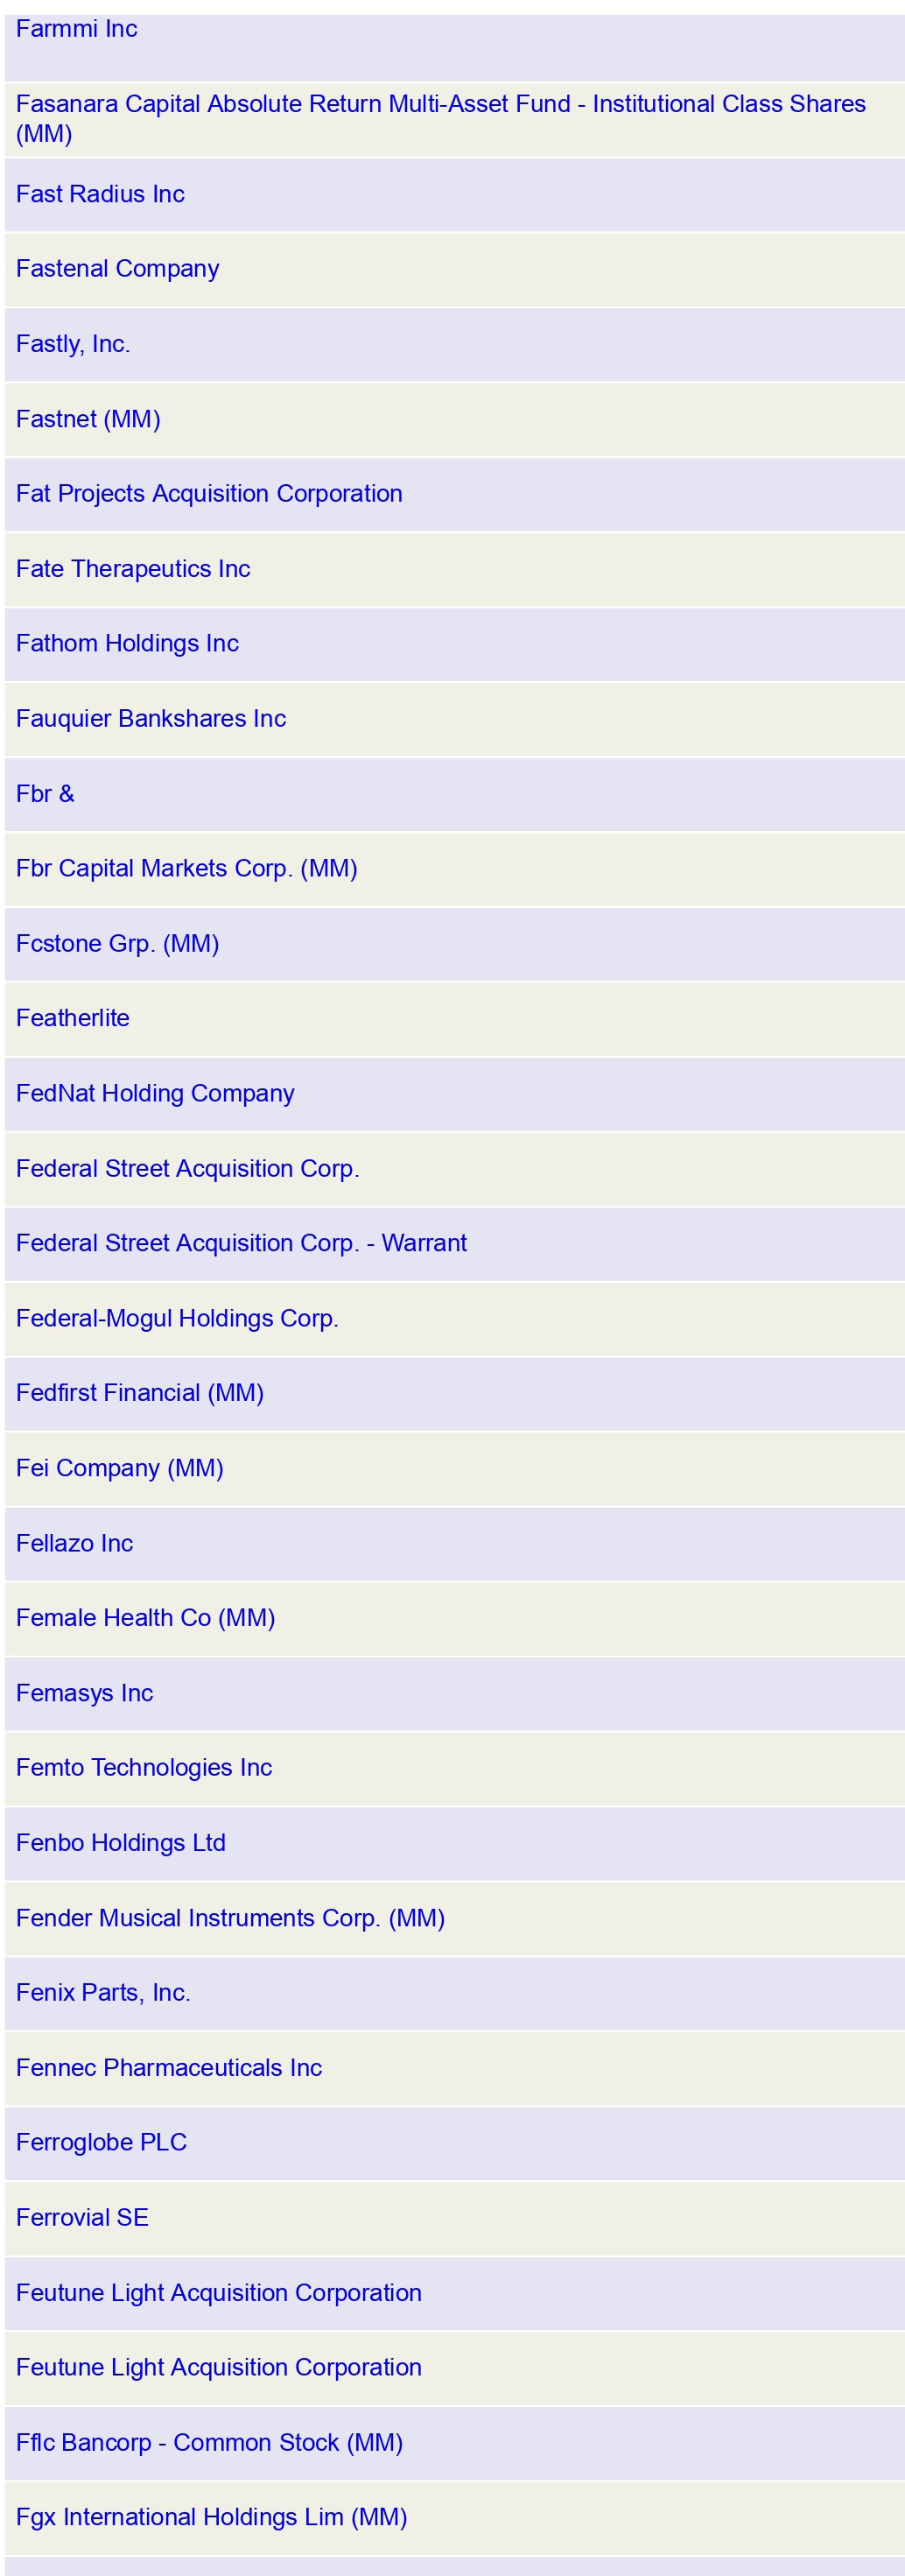 Farmmi Inc
Fasanara Capital Absolute Return Multi-Asset Fund - Institutional Class Shares
(MM)
Fast Radius Inc
Fastenal Company
Fastly, Inc.
Fastnet (MM)
Fat Projects Acquisition Corporation
Fate Therapeutics Inc
Fathom Holdings Inc
Fauquier Bankshares Inc
Fbr &
Fbr Capital Markets Corp. (MM)
Fcstone Grp. (MM)
Featherlite
FedNat Holding Company
Federal Street Acquisition Corp.
Federal Street Acquisition Corp. - Warrant
Federal-Mogul Holdings Corp.
Fedfirst Financial (MM)
Fei Company (MM)
Fellazo Inc
Female Health Co (MM)
Femasys Inc
Femto Technologies Inc
Fenbo Holdings Ltd
Fender Musical Instruments Corp. (MM)
Fenix Parts, Inc.
Fennec Pharmaceuticals Inc
Ferroglobe PLC
Ferrovial SE
Feutune Light Acquisition Corporation
Feutune Light Acquisition Corporation
Fflc Bancorp - Common Stock (MM)
Fgx International Holdings Lim (MM)